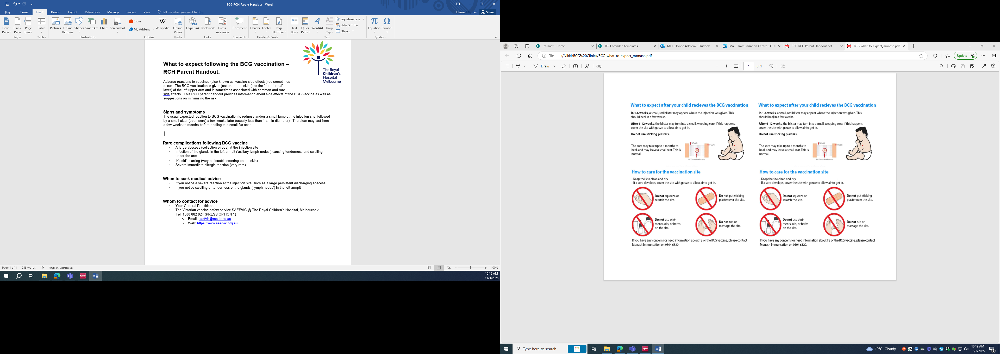 BCG RCH Parent Handout - Word
File Home Insert Design Layout References Mailings Review View Tell me what you want to do... Hannah Turner Share
Cover Page Blank Page Page Break
Pages
Table
Tables
Pictures Online Pictures Shapes SmartArt Chart Screenshot
Illustrations
Store
My Add-ins Wikipedia
Add-ins
Online Video
Media
Hyperlink Bookmark Cross-reference
Links
Comment
Comments
Header Footer Page Number
Header & Footer
Text Box Quick Parts WordArt Drop Cap
Signature Line
Date & Time
Object
Text
Equation Symbol
Symbols
The Royal
Children's
Hospital
Melbourne
What to expect following the BCG vaccination –
RCH Parent Handout.
Adverse reactions to vaccines (also known as ‘vaccine side effects’) do sometimes
occur. The BCG vaccination is given just under the skin (into the ‘intradermal’
layer) of the left upper arm and is sometimes associated with common and rare
side effects. This RCH parent handout provides information about side effects of the BCG vaccine as well as
suggestions on minimising the risk.
Signs and symptoms
The usual expected reaction to BCG vaccination is redness and/or a small lump at the injection site, followed
by a small ulcer (open sore) a few weeks later (usually less than 1 cm in diameter). The ulcer may last from
a few weeks to months before healing to a small flat scar.
Rare complications following BCG vaccine
• A large abscess (collection of pus) at the injection site
• Infection of the glands in the left armpit (‘axillary lymph nodes’) causing tenderness and swelling
under the arm
• ‘Keloid’ scarring (very noticeable scarring on the skin)
• Severe immediate allergic reaction (very rare)
When to seek medical advice
• If you notice a severe reaction at the injection site, such as a large persistent discharging abscess
• If you notice swelling or tenderness of the glands (‘lymph nodes’) in the left armpit
Whom to contact for advice
• Your General Practitioner
• The Victorian vaccine safety service SAEFVIC @ The Royal Children’s Hospital, Melbourne o
Tel: 1300 882 924 (PRESS OPTION 1)
o Email: saefvic@mcri.edu.au
o Web: https://www.saefvic.org.au
Page 1 of 1 245 words English (Australia) 100%
10:19 AM
13/3/2025
Intranet - Home RCH branded templates Mail - Lynne Addlem - Outlook Mail - Immunisation Centre - Out BCG RCH Parent Handout.pdf BCG-what-to-expect_monash.pdf
File I:/Nikki/BCG%20Clinics/BCG-what-to-expect_monash.pdf Update
Draw 1 of 1
What to expect after your child recieves the BCG vaccination
In 1-6 weeks, a small, red blister may appear where the injection was given. This
should heal in a few weeks.
After 6-12 weeks, the blister may turn into a small, weeping sore. If this happens,
cover the site with gauze to allow air to get in.
Do not use sticking plasters.
The sore may take up to 3 months to
heal, and may leave a small scar. This is
normal.
GAUZE
TAPE
BCG vaccination site
How to care for the vaccination site
- Keep the site clean and dry
- If a sore develops, cover the site with gauze to allow air to get in.
Do not squeeze or
scratch the site.
Do not put sticking
plaster over the site.
Do not use oint-
ments, oils, or herbs
on the site.
Do not rub or
massage the site.
If you have any concerns or need information about TB or the BCG vaccine, please contact
Monash Immunsation on 9594 6320.
What to expect after your child recieves the BCG vaccination
In 1-6 weeks, a small, red blister may appear where the injection was given. This
should heal in a few weeks.
After 6-12 weeks, the blister may turn into a small, weeping sore. If this happens,
cover the site with gauze to allow air to get in.
Do not use sticking plasters.
The sore may take up to 3 months to
heal, and may leave a small scar. This is
normal.
GAUZE
TAPE
BCG vaccination site
How to care for the vaccination site
- Keep the site clean and dry
- If a sore develops, cover the site with gauze to allow air to get in.
Do not squeeze or
scratch the site.
Do not put sticking
plaster over the site.
Do not use oint-
ments, oils, or herbs
on the site.
Do not rub or
massage the site.
If you have any concerns or need information about TB or the BCG vaccine, please contact
Monash Immunsation on 9594 6320.
Type here to search
19°C Cloudy
10:19 AM
13/3/2025